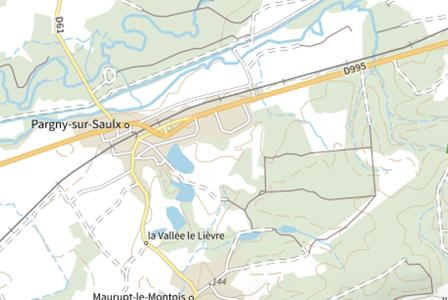 D61
D995
Pargny-sur-Saulx
la Vallée le Lièvre
144
Maurupt-le-Montois